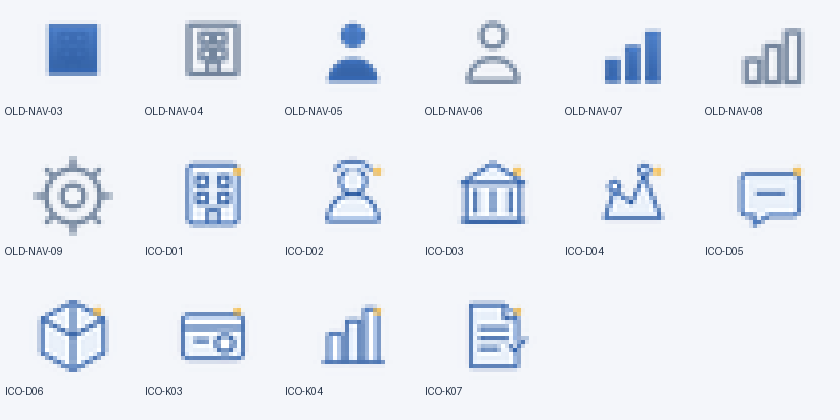 OLD-NAV-03 OLD-NAV-04 OLD-NAV-05 OLD-NAV-06 OLD-NAV-07 OLD-NAV-08
OLD-NAV-09 ICO-D01 ICO-D02 ICO-D03 ICO-D04 ICO-D05
ICO-D06 ICO-K03 ICO-K04 ICO-K07